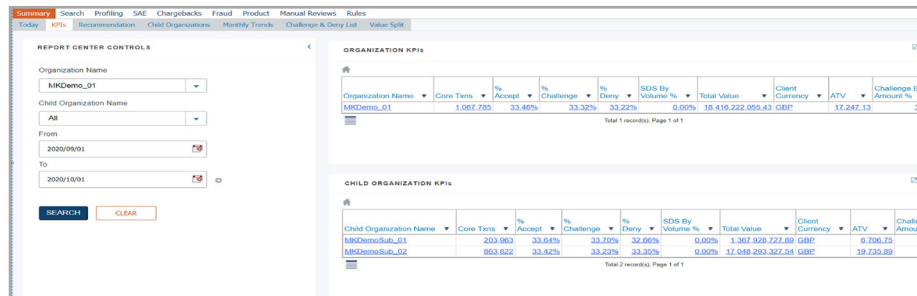 Summary Search Profiling SAE Chargebacks Fraud Product Manual Reviews Rules
Today KPIs Recommendation Child Organizations Monthly Trends Challenge & Deny List Value Split
REPORT CENTER CONTROLS
Organization Name
MKDemo_01
Child Organization Name
All
From
2020/09/01
To
2020/10/01
SEARCH CLEAR
ORGANIZATION KPIs
Organization Name Core Txns % Accept % Challenge % Deny SDS By Volume % Total Value Client Currency ATV Challenge Amount %
MKDemo_01 1,067,785 33.46% 33.32% 33.22% 0.00% 18,416,222,055.43 GBP 17,247.13
Total 1 record(s). Page 1 of 1
CHILD ORGANIZATION KPIs
Child Organization Name Core Txns % Accept % Challenge % Deny SDS By Volume % Total Value Client Currency ATV
MKDemoSub_01 203,963 33.64% 33.70% 32.66% 0.00% 1,367,928,727.89 GBP 6,706.75
MKDemoSub_02 863,822 33.42% 33.23% 33.35% 0.00% 17,048,293,327.54 GBP 19,735.89
Total 2 record(s). Page 1 of 1